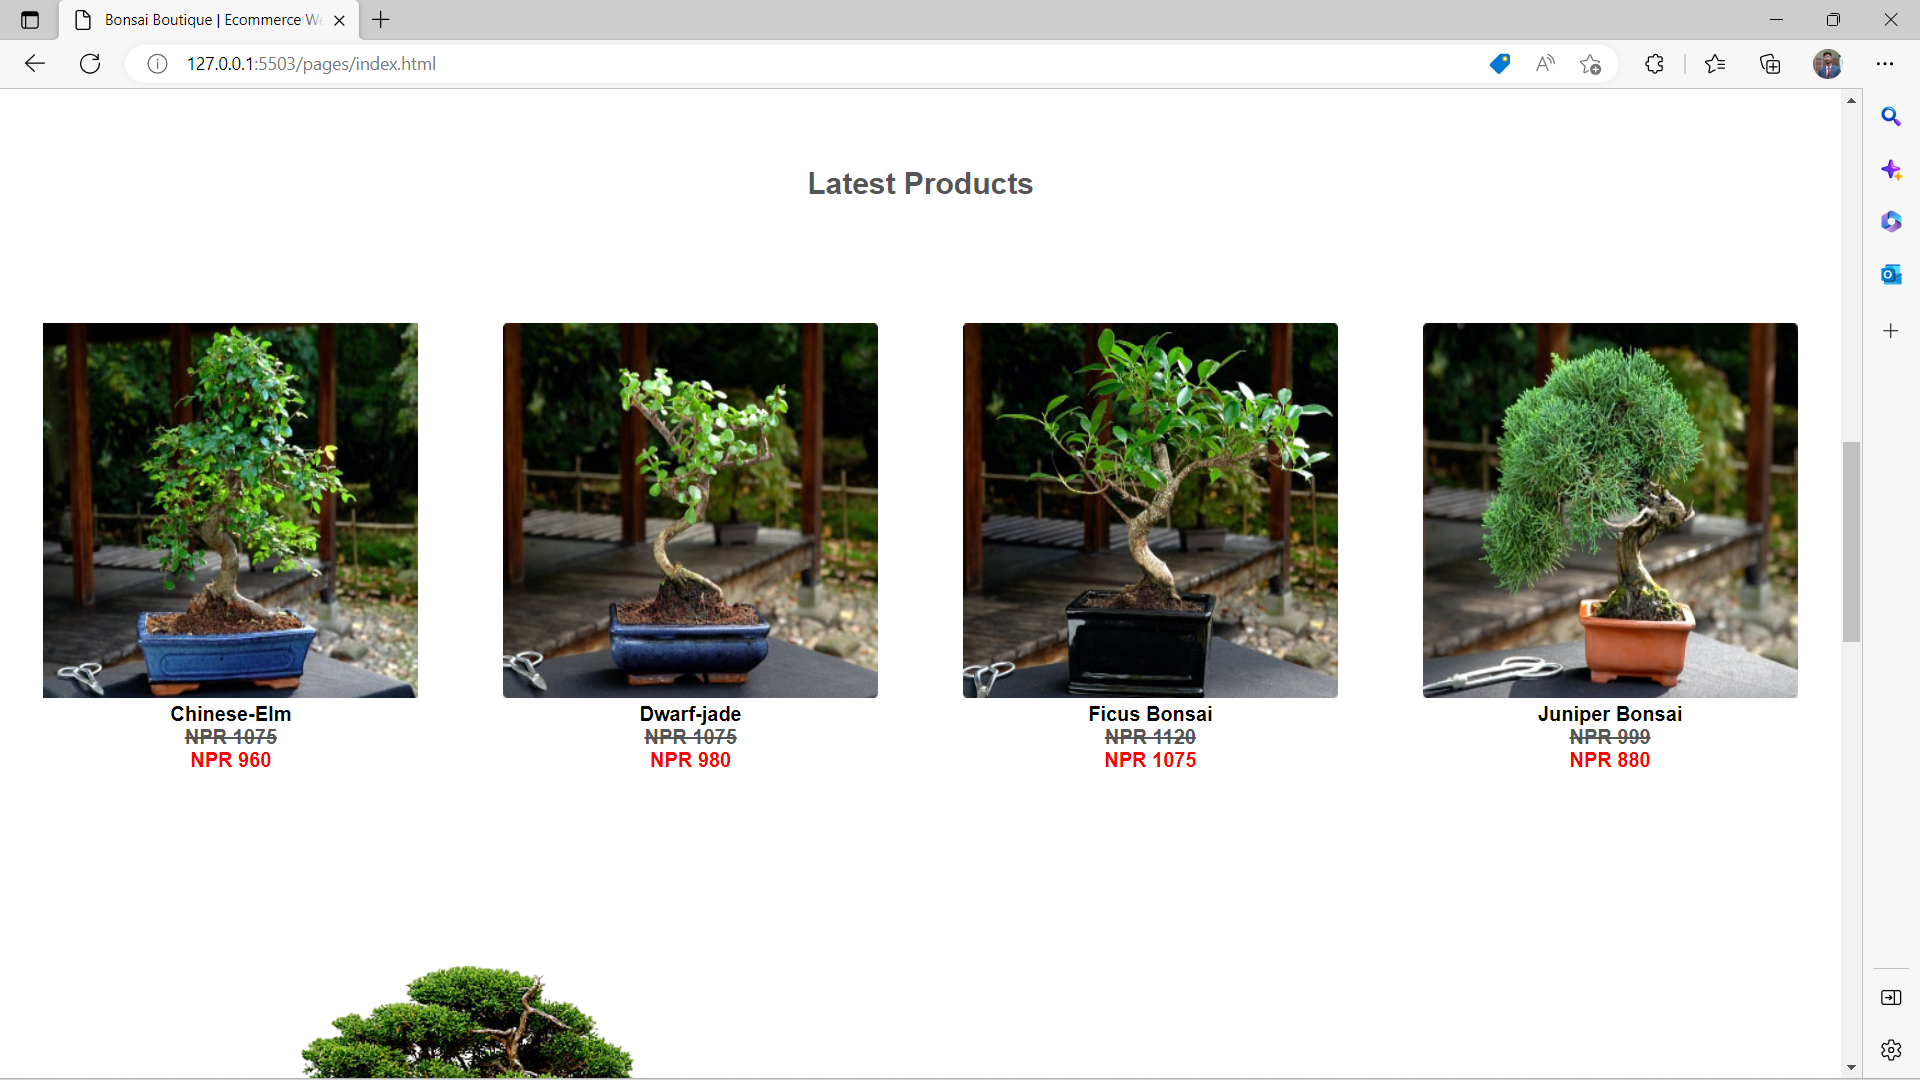 Bonsai Boutique | Ecommerce W
127.0.0.1:5503/pages/index.html
Latest Products
Chinese-Elm
NPR 1075
NPR 960
Dwarf-jade
NPR 1075
NPR 980
Ficus Bonsai
NPR 1120
NPR 1075
Juniper Bonsai
NPR 999
NPR 880